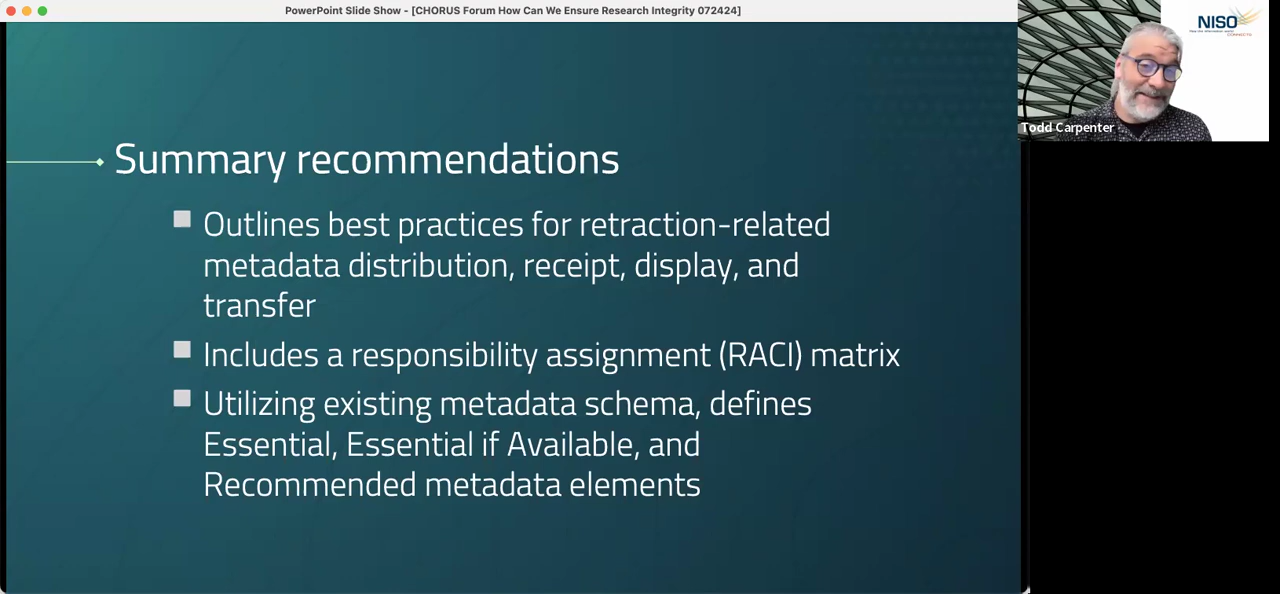 PowerPoint Slide Show - [CHORUS Forum How Can We Ensure Research Integrity 072424]
NISO
CONNECTS
Todd Carpenter
Summary recommendations
Outlines best practices for retraction-related
metadata distribution, receipt, display, and
transfer
Includes a responsibility assignment (RACI) matrix
Utilizing existing metadata schema, defines
Essential, Essential if Available, and
Recommended metadata elements